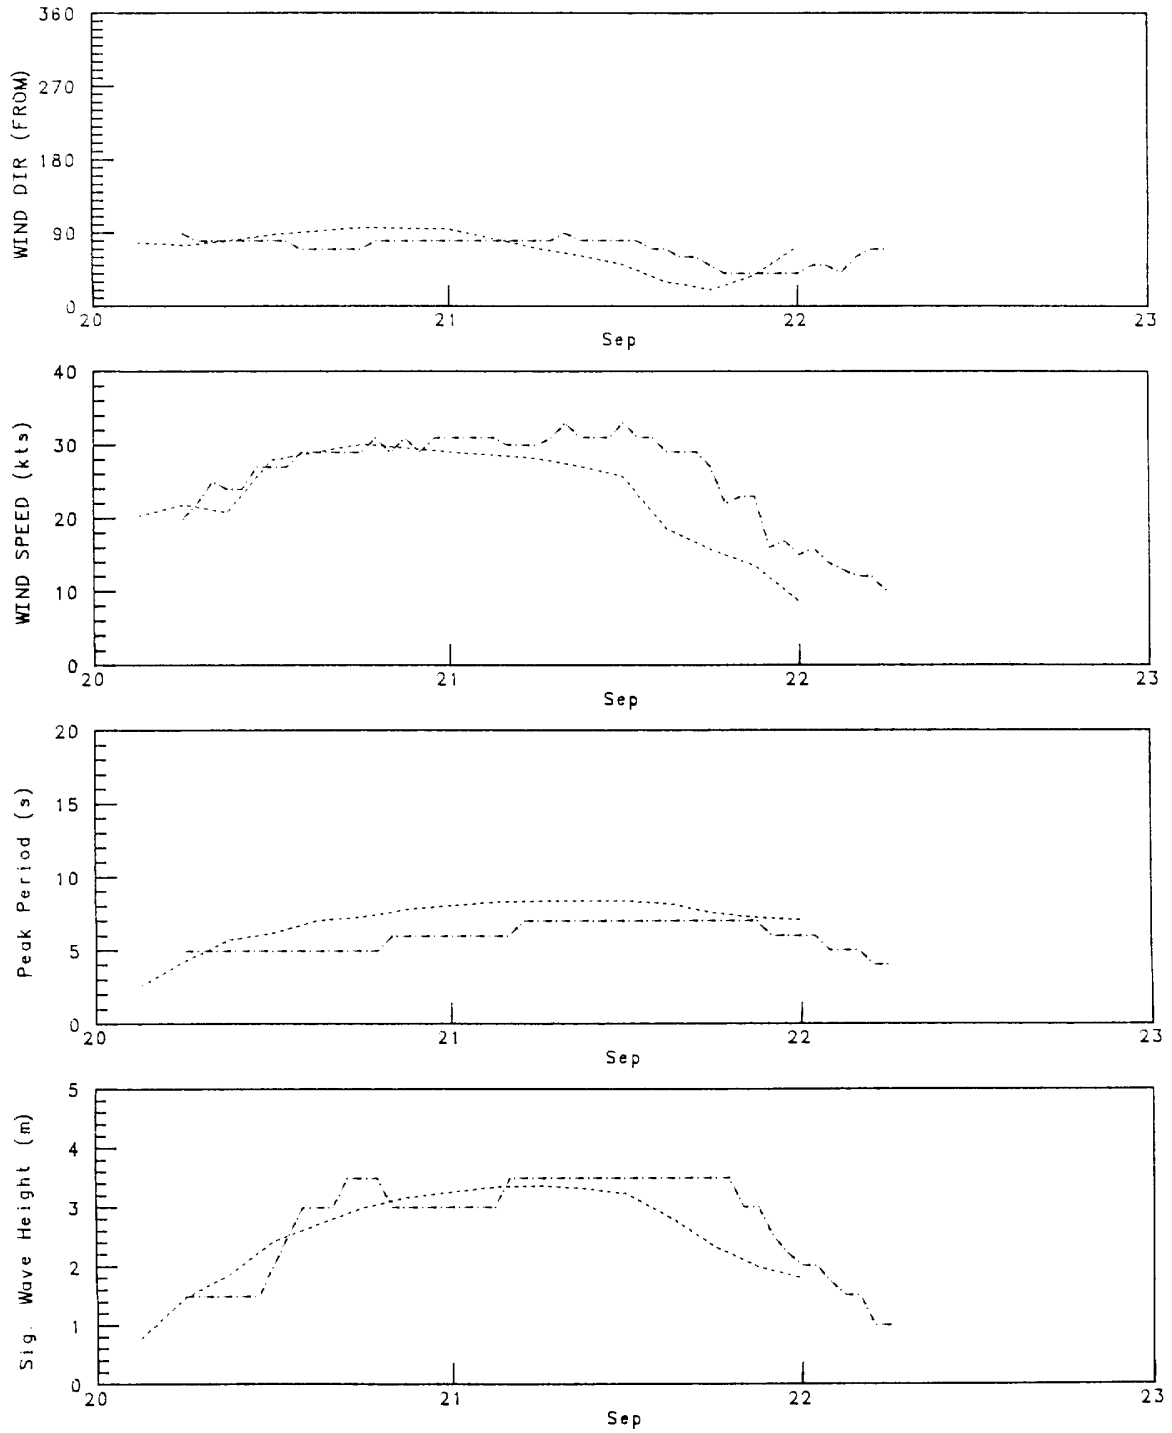 WIND DIR (FROM)
360
270
180
90
0
20 21 22 23
Sep
WIND SPEED (kts)
40
30
20
10
0
20 21 22 23
Sep
Peak Period (s)
20
15
10
5
0
20 21 22 23
Sep
Sig. Wave Height (m)
5
4
3
2
1
0
20 21 22 23
Sep